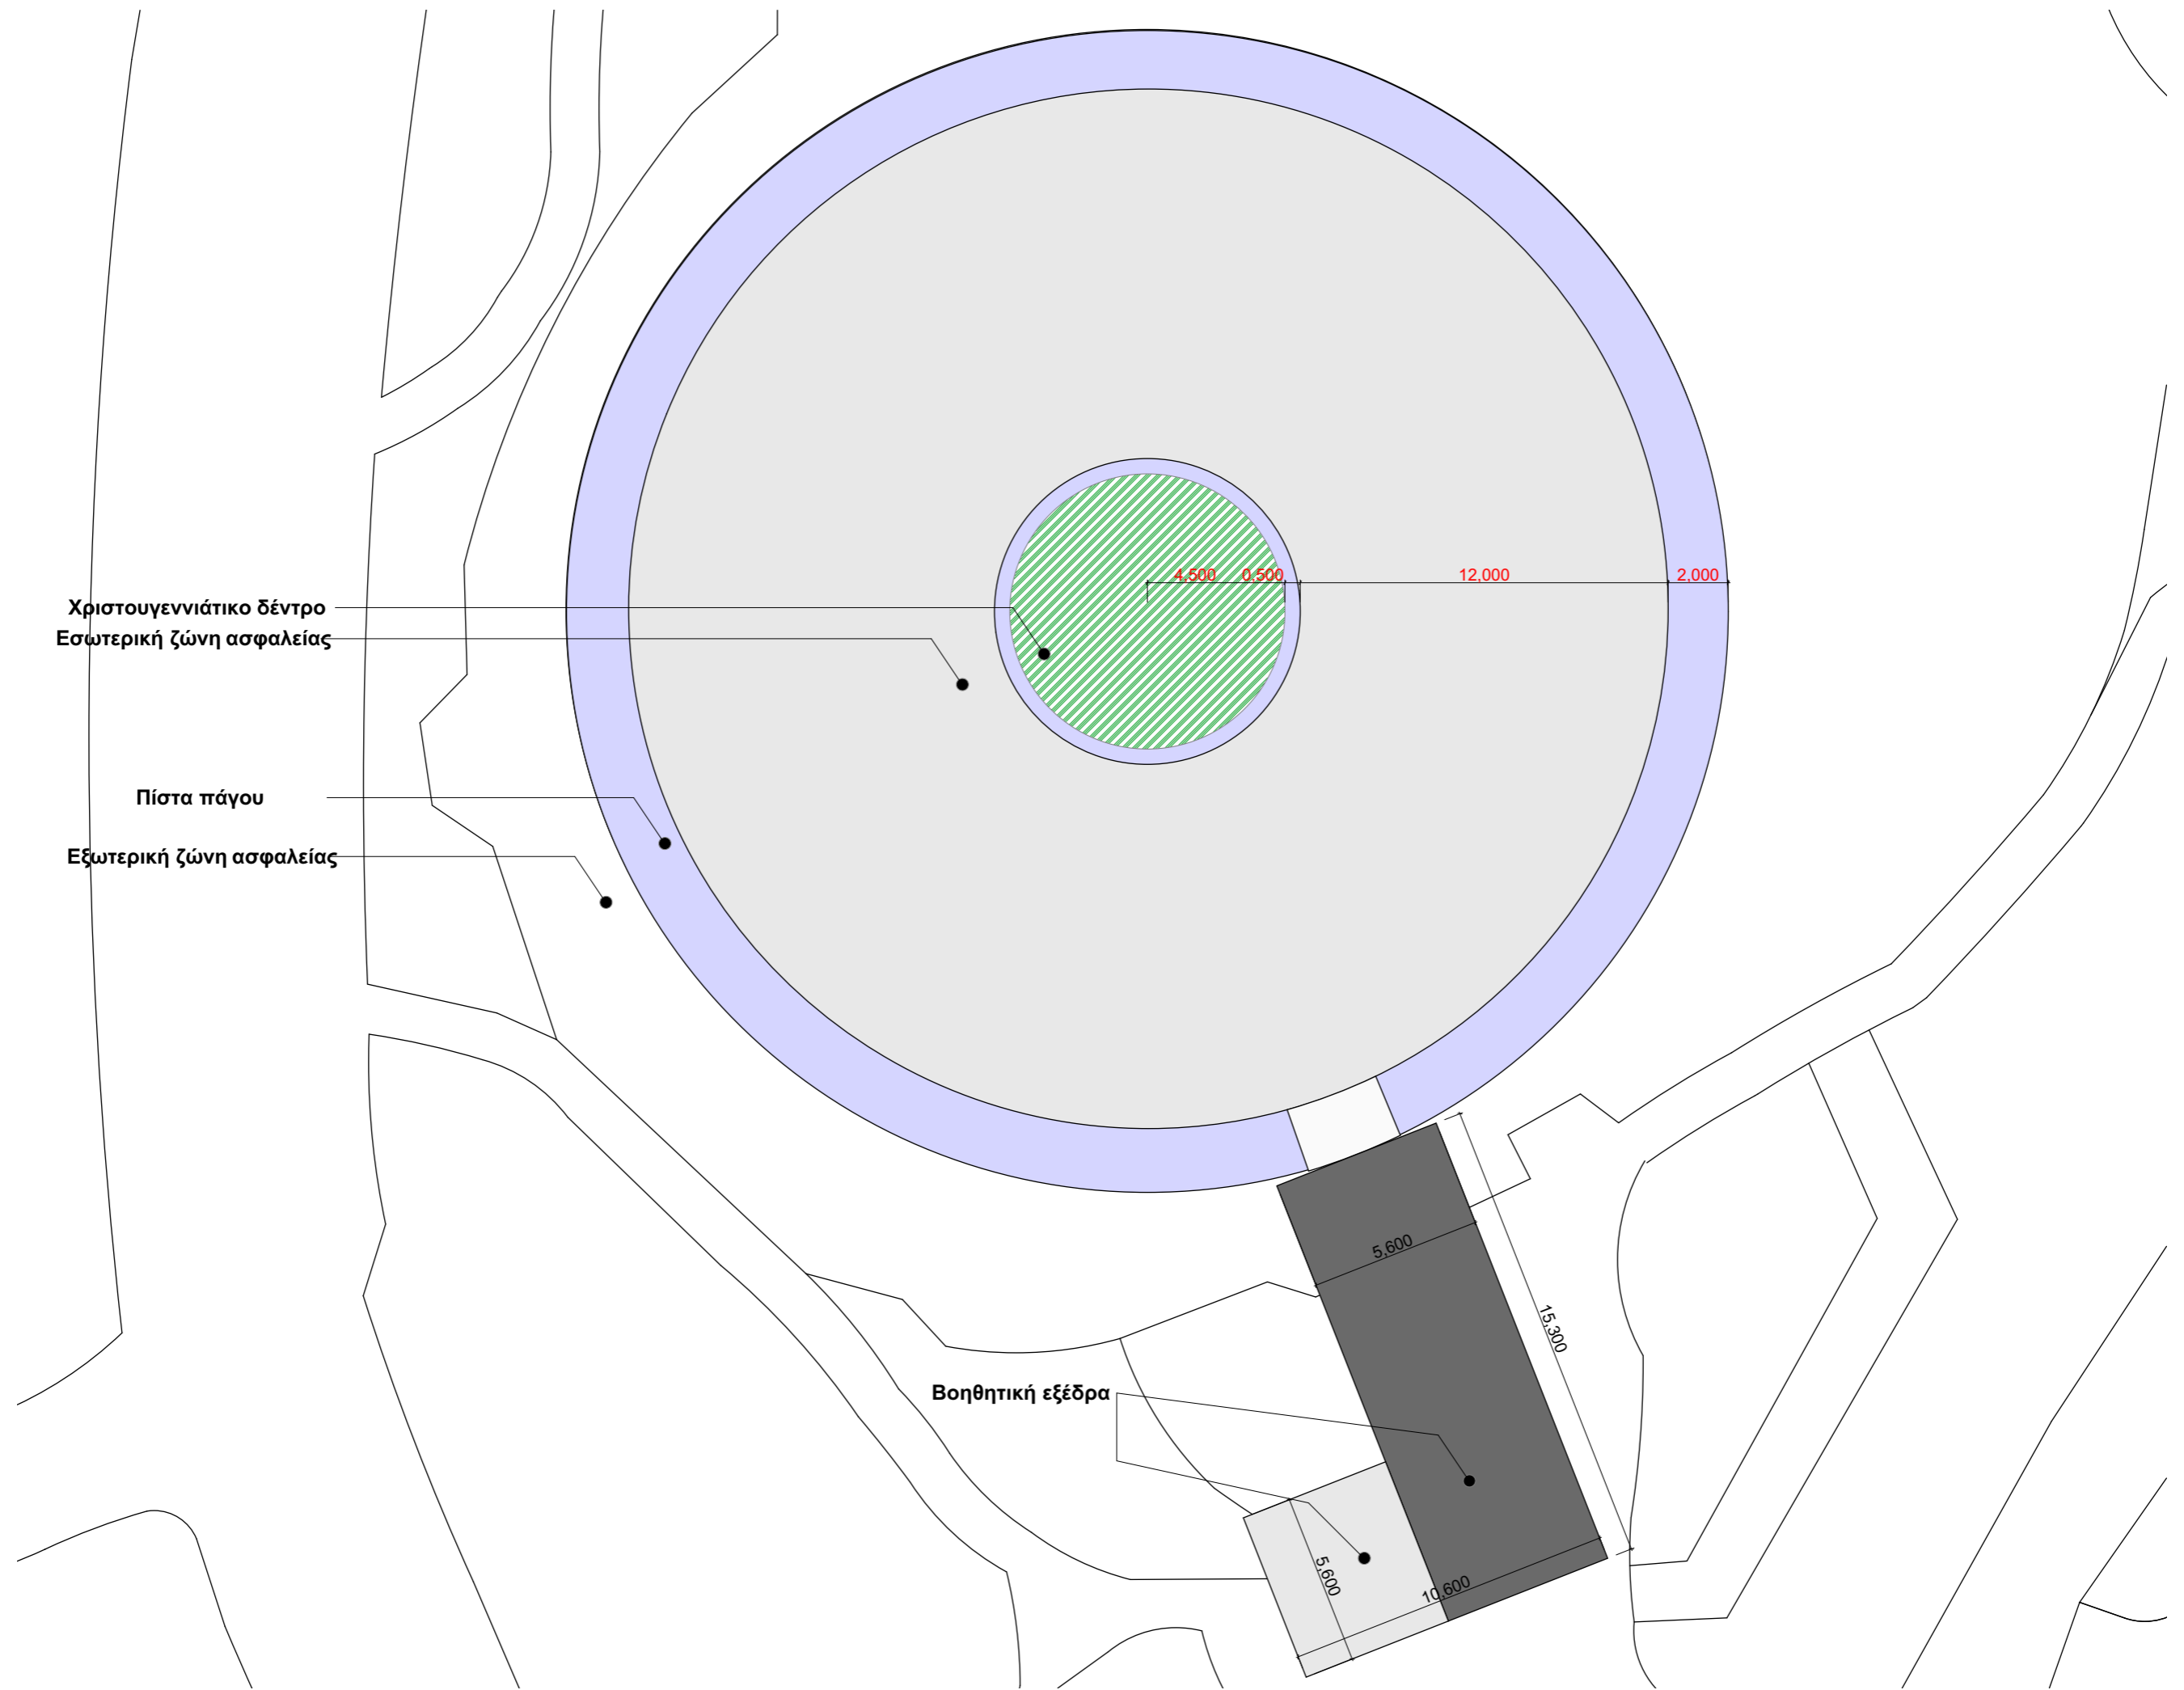 4,500 0,500 12,000 2,000
Χριστουγεννιάτικο δέντρο
Εσωτερική ζώνη ασφαλείας
Πίστα πάγου
Εξωτερική ζώνη ασφαλείας
5,600
15,300
Βοηθητική εξέδρα
5,600
10,600